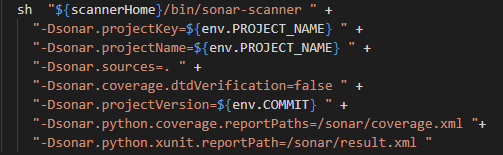 sh "${scannerHome}/bin/sonar-scanner " +
"-Dsonar.projectKey=${env.PROJECT_NAME} " +
"-Dsonar.projectName=${env.PROJECT_NAME} " +
"-Dsonar.sources=. " +
"-Dsonar.coverage.dtdVerification=false " +
"-Dsonar.projectVersion=${env.COMMIT} " +
"-Dsonar.python.coverage.reportPaths=/sonar/coverage.xml "+
"-Dsonar.python.xunit.reportPath=/sonar/result.xml "